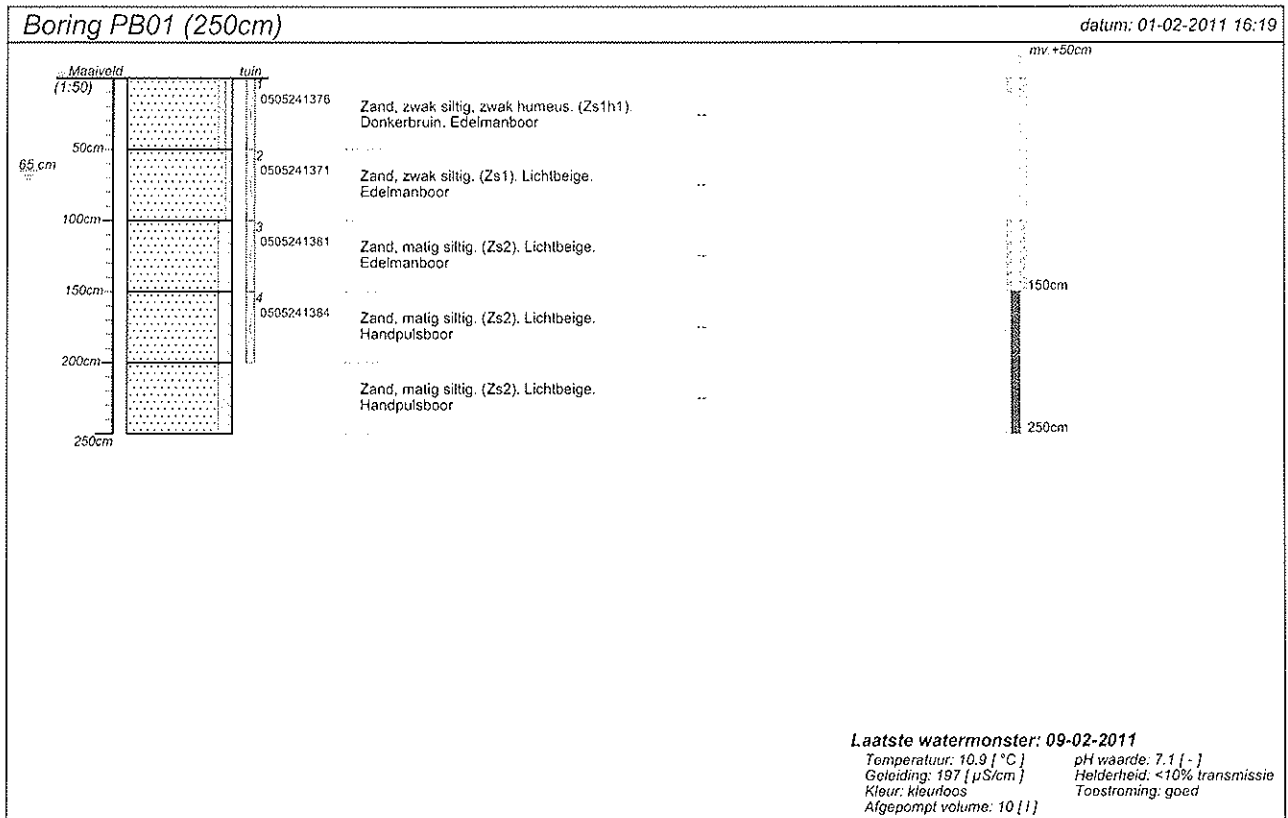 Boring PB01 (250cm)
datum: 01-02-2011 16:19
mv.+50cm
Maaiveld
tuin
(1:50)
1
0505241376
Zand, zwak siltig, zwak humeus. (Zs1h1).
Donkerbruin. Edelmanboor
--
50cm
65 cm
2
0505241371
Zand, zwak siltig. (Zs1). Lichtbeige.
Edelmanboor
--
100cm
3
0505241381
Zand, matig siltig. (Zs2). Lichtbeige.
Edelmanboor
--
150cm
150cm
4
0505241384
Zand, matig siltig. (Zs2). Lichtbeige.
Handpulsboor
--
200cm
Zand, matig siltig. (Zs2). Lichtbeige.
Handpulsboor
--
250cm
250cm
Laatste watermonster: 09-02-2011
Temperatuur: 10.9 [ °C ]
pH waarde: 7.1 [ - ]
Geleiding: 197 [ µS/cm ]
Helderheid: <10% transmissie
Kleur: kleurloos
Toestroming: goed
Afgepompt volume: 10 [ l ]